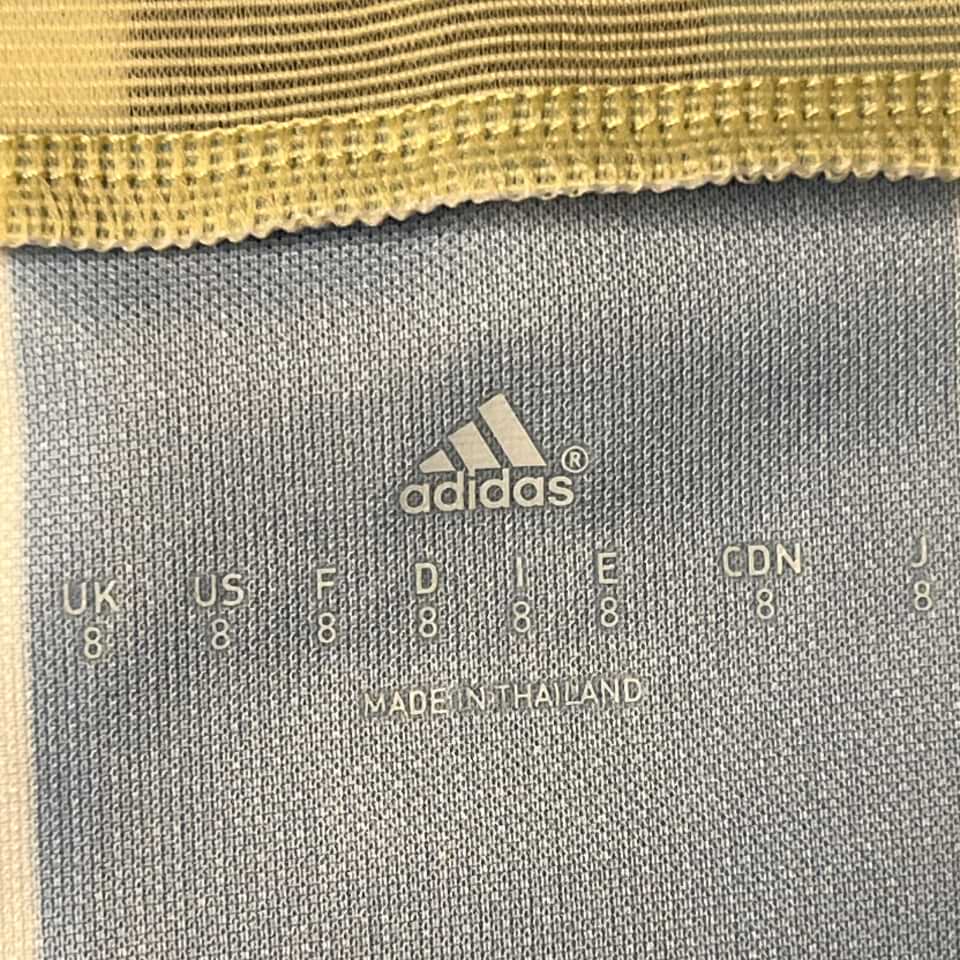 adidas®
UK US F D I E CDN J
8 8 8 8 8 8 8 8
MADE IN THAILAND